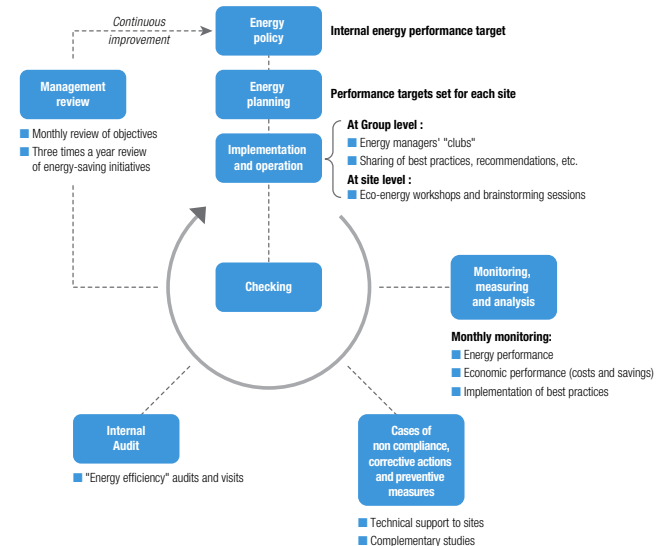 Continuous
improvement
Energy
policy
Internal energy performance target
Management
review
Monthly review of objectives
Three times a year review
of energy-saving initiatives
Energy
planning
Performance targets set for each site
Implementation
and operation
At Group level :
Energy managers' "clubs"
Sharing of best practices, recommendations, etc.
At site level :
Eco-energy workshops and brainstorming sessions
Checking
Monitoring,
measuring
and analysis
Monthly monitoring:
Energy performance
Economic performance (costs and savings)
Implementation of best practices
Internal
Audit
"Energy efficiency" audits and visits
Cases of
non compliance,
corrective actions
and preventive
measures
Technical support to sites
Complementary studies